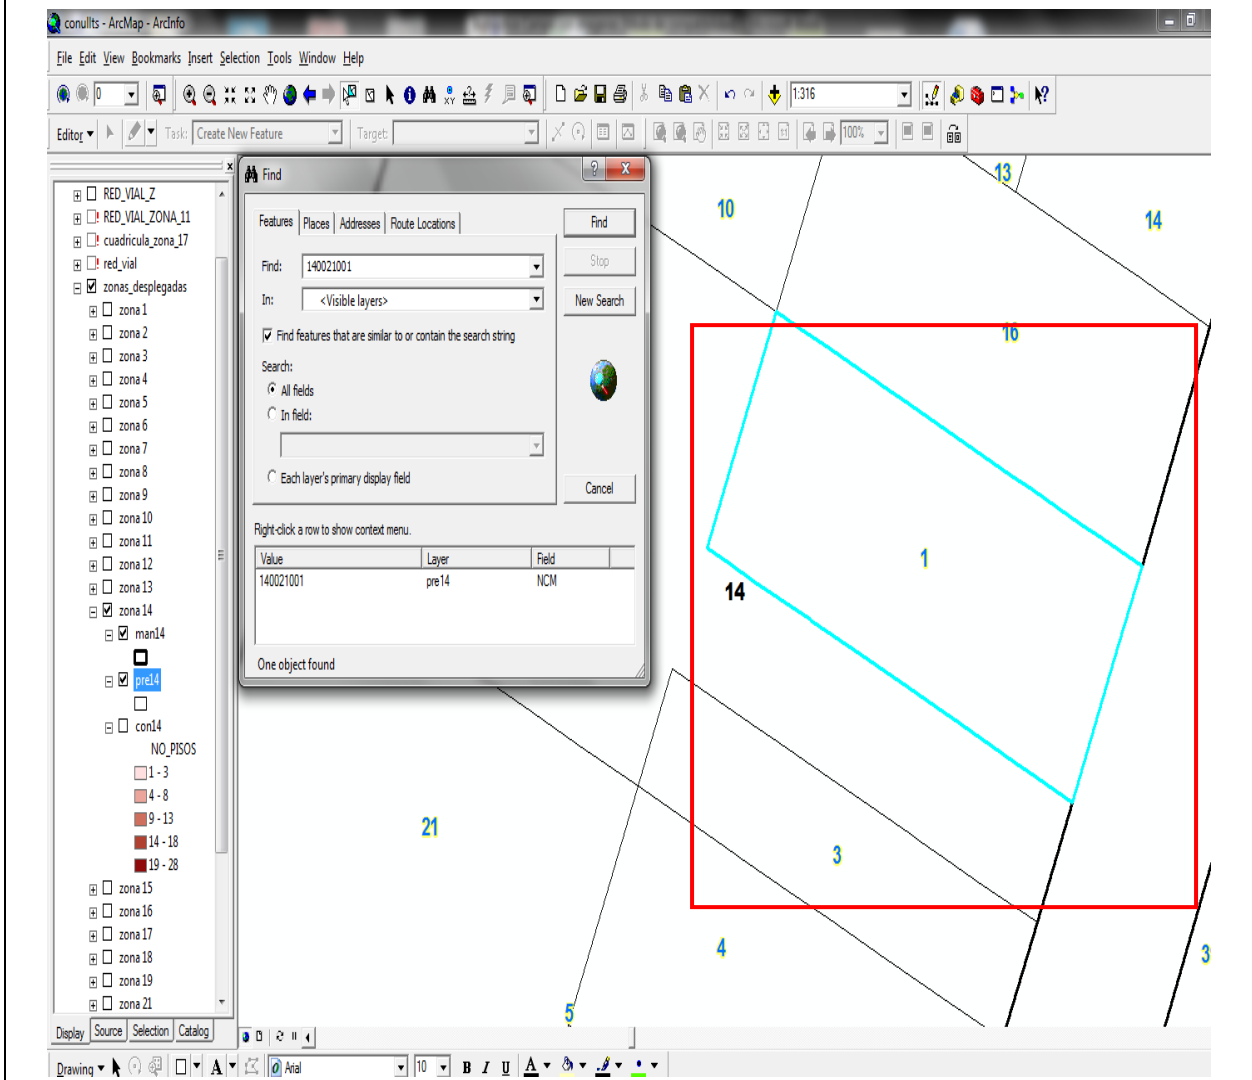 conullts - ArcMap - ArcInfo
File Edit View Bookmarks Insert Selection Tools Window Help
0
1:316
Editor Task: Create New Feature Target:
100%
RED_VIAL_Z
RED_VIAL_ZONA_11
cuadricula_zona_17
red_vial
zonas_desplegadas
zona 1
zona 2
zona 3
zona 4
zona 5
zona 6
zona 7
zona 8
zona 9
zona 10
zona 11
zona 12
zona 13
zona 14
man14
pre14
con14
NO_PISOS
1 - 3
4 - 8
9 - 13
14 - 18
19 - 28
zona 15
zona 16
zona 17
zona 18
zona 19
zona 21
Display Source Selection Catalog
Find
Features Places Addresses Route Locations
Find: 140021001
In: <Visible layers>
Find features that are similar to or contain the search string
Search:
All fields
In field:
Each layer's primary display field
Find
Stop
New Search
Cancel
Right-click a row to show context menu.
Value Layer Field
140021001 pre14 NCM
One object found
10
13
14
16
1
14
21
3
4
3
5
Drawing A Arial 10 B I U A